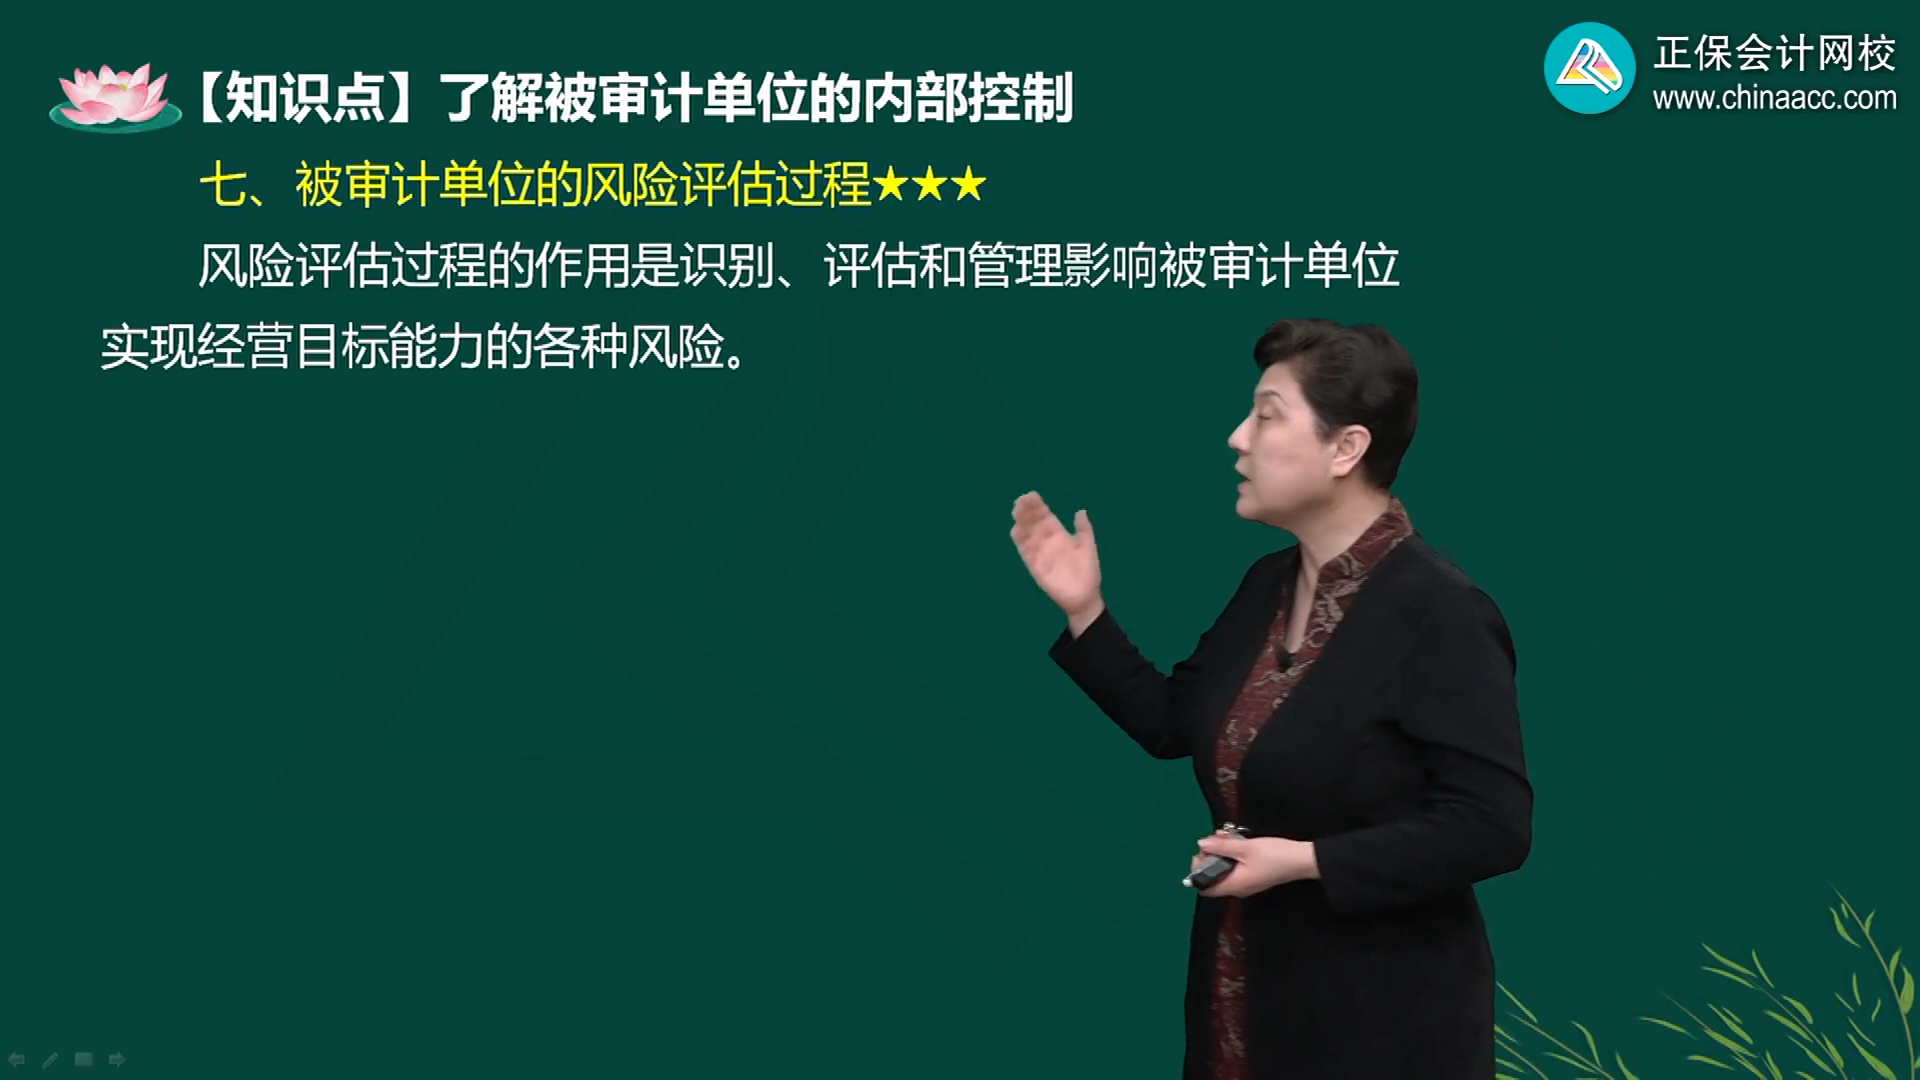 【知识点】了解被审计单位的内部控制
正保会计网校
www.chinaacc.com
七、被审计单位的风险评估过程★★★
风险评估过程的作用是识别、评估和管理影响被审计单位
实现经营目标能力的各种风险。